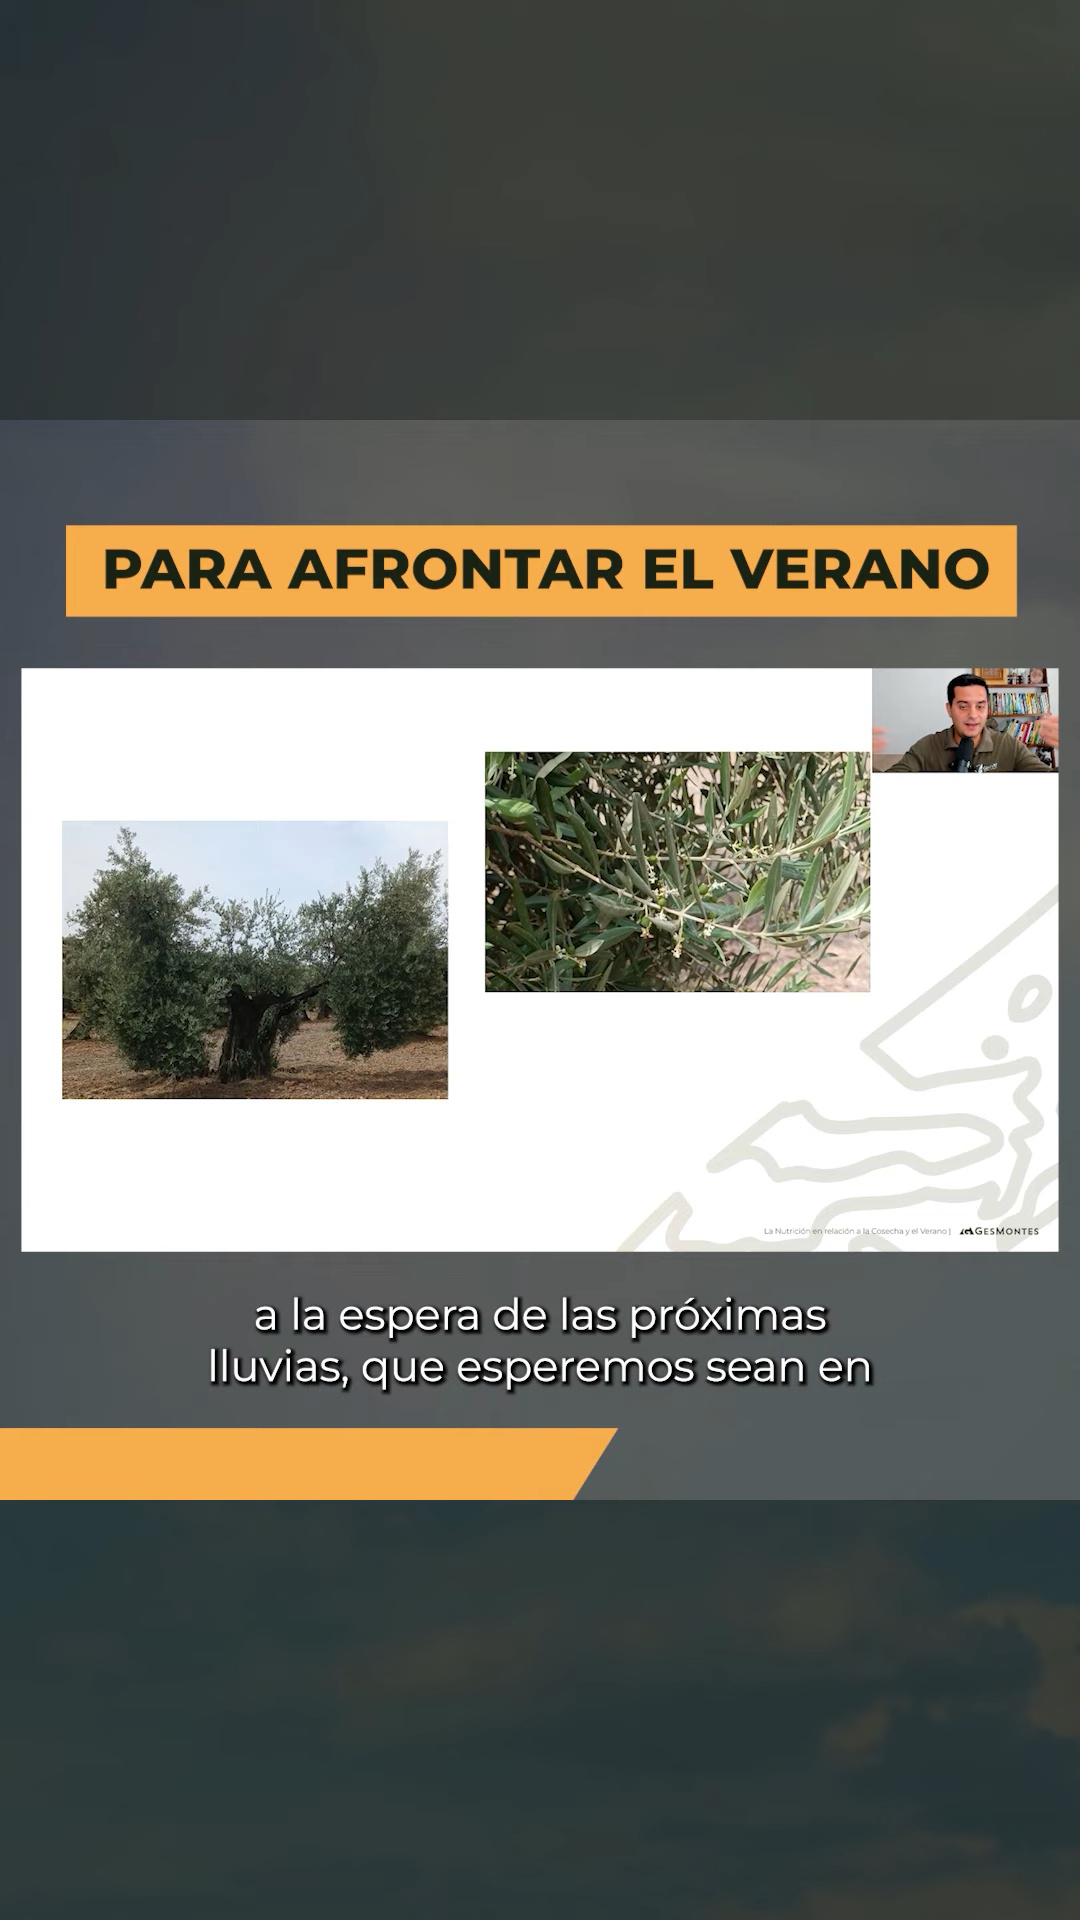 PARA AFRONTAR EL VERANO
La Nutrición en relación a la Cosecha y el Verano | GESMONTES
a la espera de las próximas
lluvias, que esperemos sean en